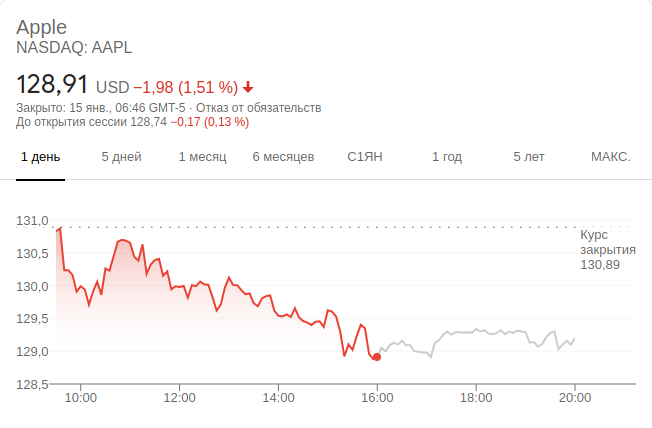 Apple
NASDAQ: AAPL
128,91 USD −1,98 (1,51 %)
Закрыто: 15 янв., 06:46 GMT-5 · Отказ от обязательств
До открытия сессии 128,74 −0,17 (0,13 %)
1 день 5 дней 1 месяц 6 месяцев С1ЯН 1 год 5 лет МАКС.
131,0
Курс
закрытия
130,89
130,5
130,0
129,5
129,0
128,5
10:00 12:00 14:00 16:00 18:00 20:00